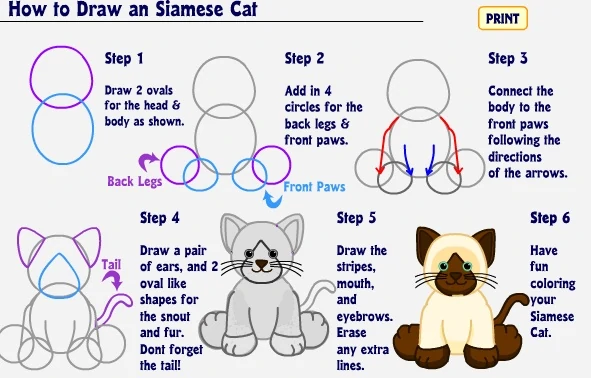 How to Draw an Siamese Cat
PRINT
Step 1
Draw 2 ovals
for the head &
body as shown.
Step 2
Add in 4
circles for the
back legs &
front paws.
Back Legs
Front Paws
Step 3
Connect the
body to the
front paws
following the
directions
of the arrows.
Step 4
Draw a pair
of ears, and 2
oval like
shapes for
the snout
and fur.
Dont forget
the tail!
Tail
Step 5
Draw the
stripes,
mouth,
and
eyebrows.
Erase
any extra
lines.
Step 6
Have
fun
coloring
your
Siamese
Cat.